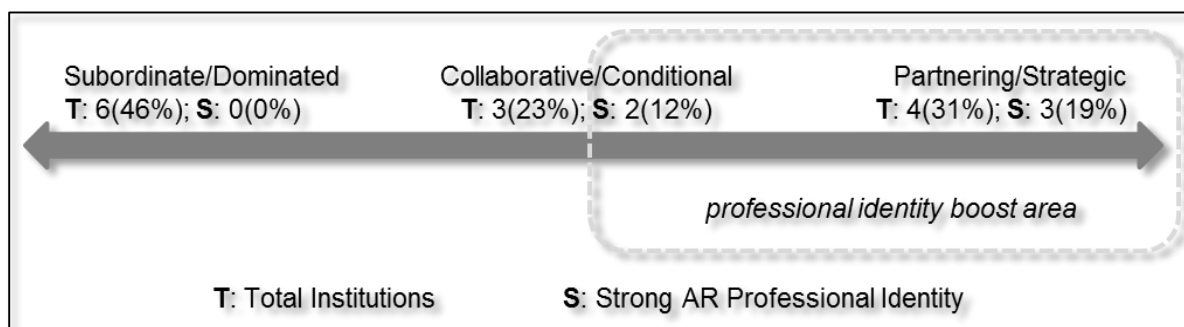 Subordinate/Dominated
T: 6(46%); S: 0(0%)
Collaborative/Conditional
T: 3(23%); S: 2(12%)
Partnering/Strategic
T: 4(31%); S: 3(19%)
professional identity boost area
T: Total Institutions
S: Strong AR Professional Identity